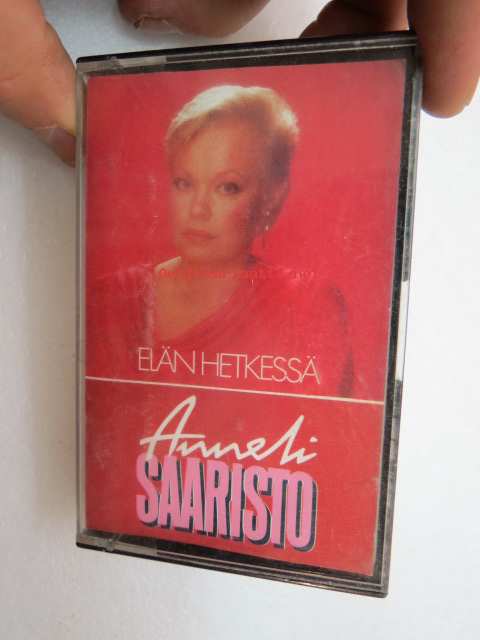 ELÄN HETKESSÄ
Anneli
SAARISTO